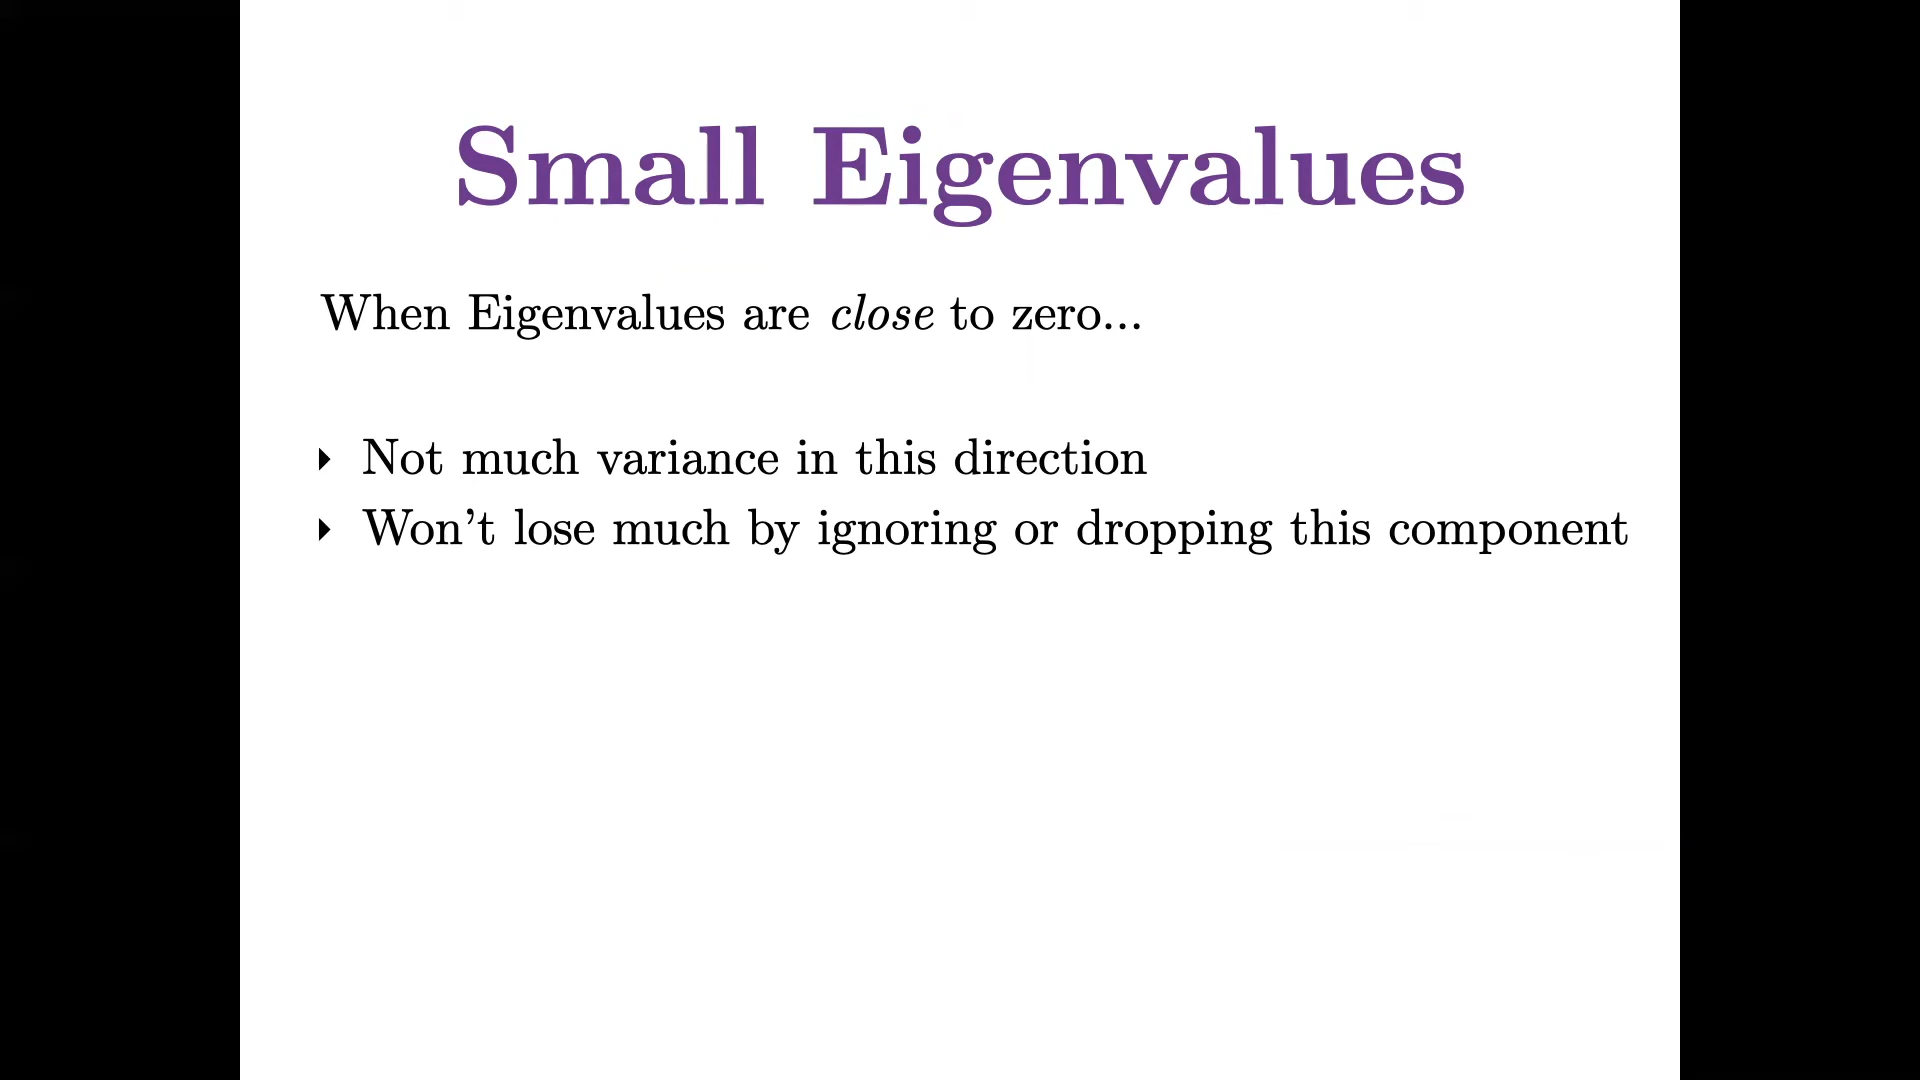 Small Eigenvalues
When Eigenvalues are close to zero...
‣ Not much variance in this direction
‣ Won't lose much by ignoring or dropping this component